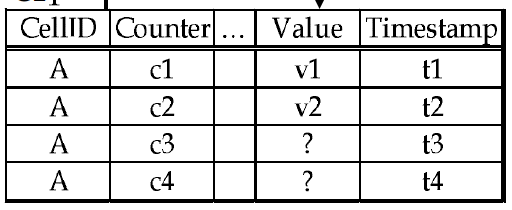 CellID Counter ... Value Timestamp
A c1 v1 t1
A c2 v2 t2
A c3 ? t3
A c4 ? t4